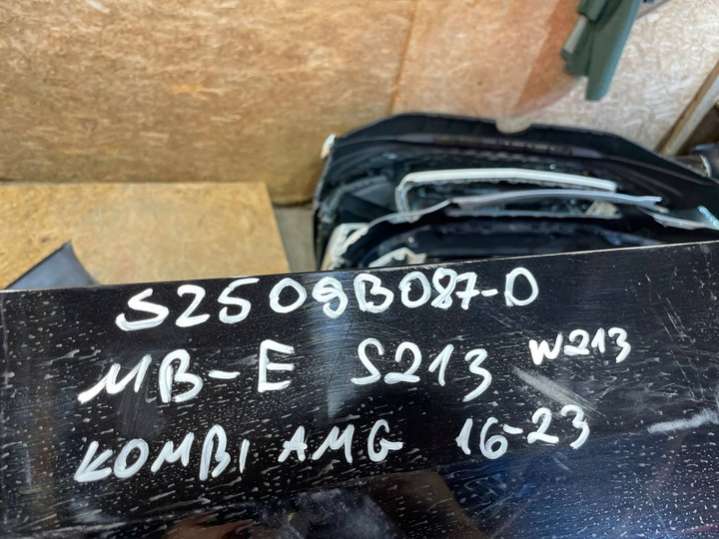 S2509B087-D
MB-E S213 W213
KOMBI AMG 16-23